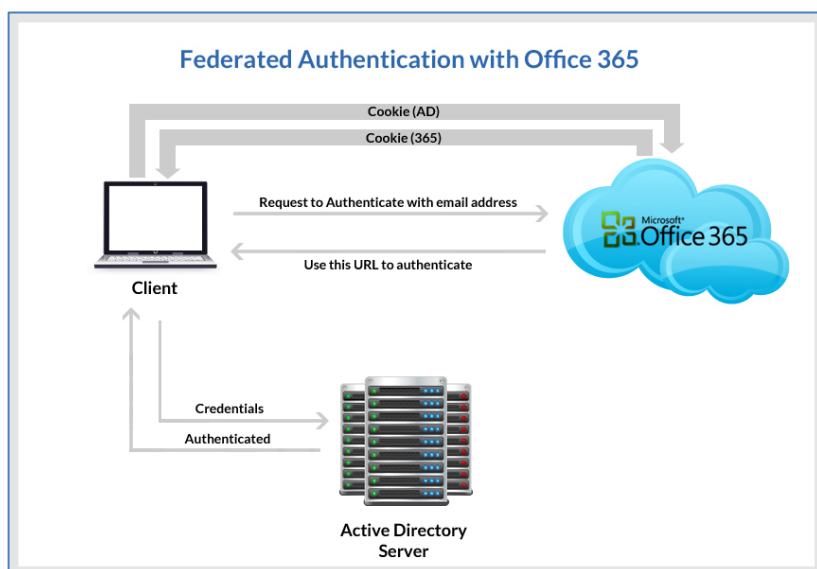 Federated Authentication with Office 365
Cookie (AD)
Cookie (365)
Request to Authenticate with email address
Microsoft®
Office 365
Use this URL to authenticate
Client
Credentials
Authenticated
Active Directory
Server